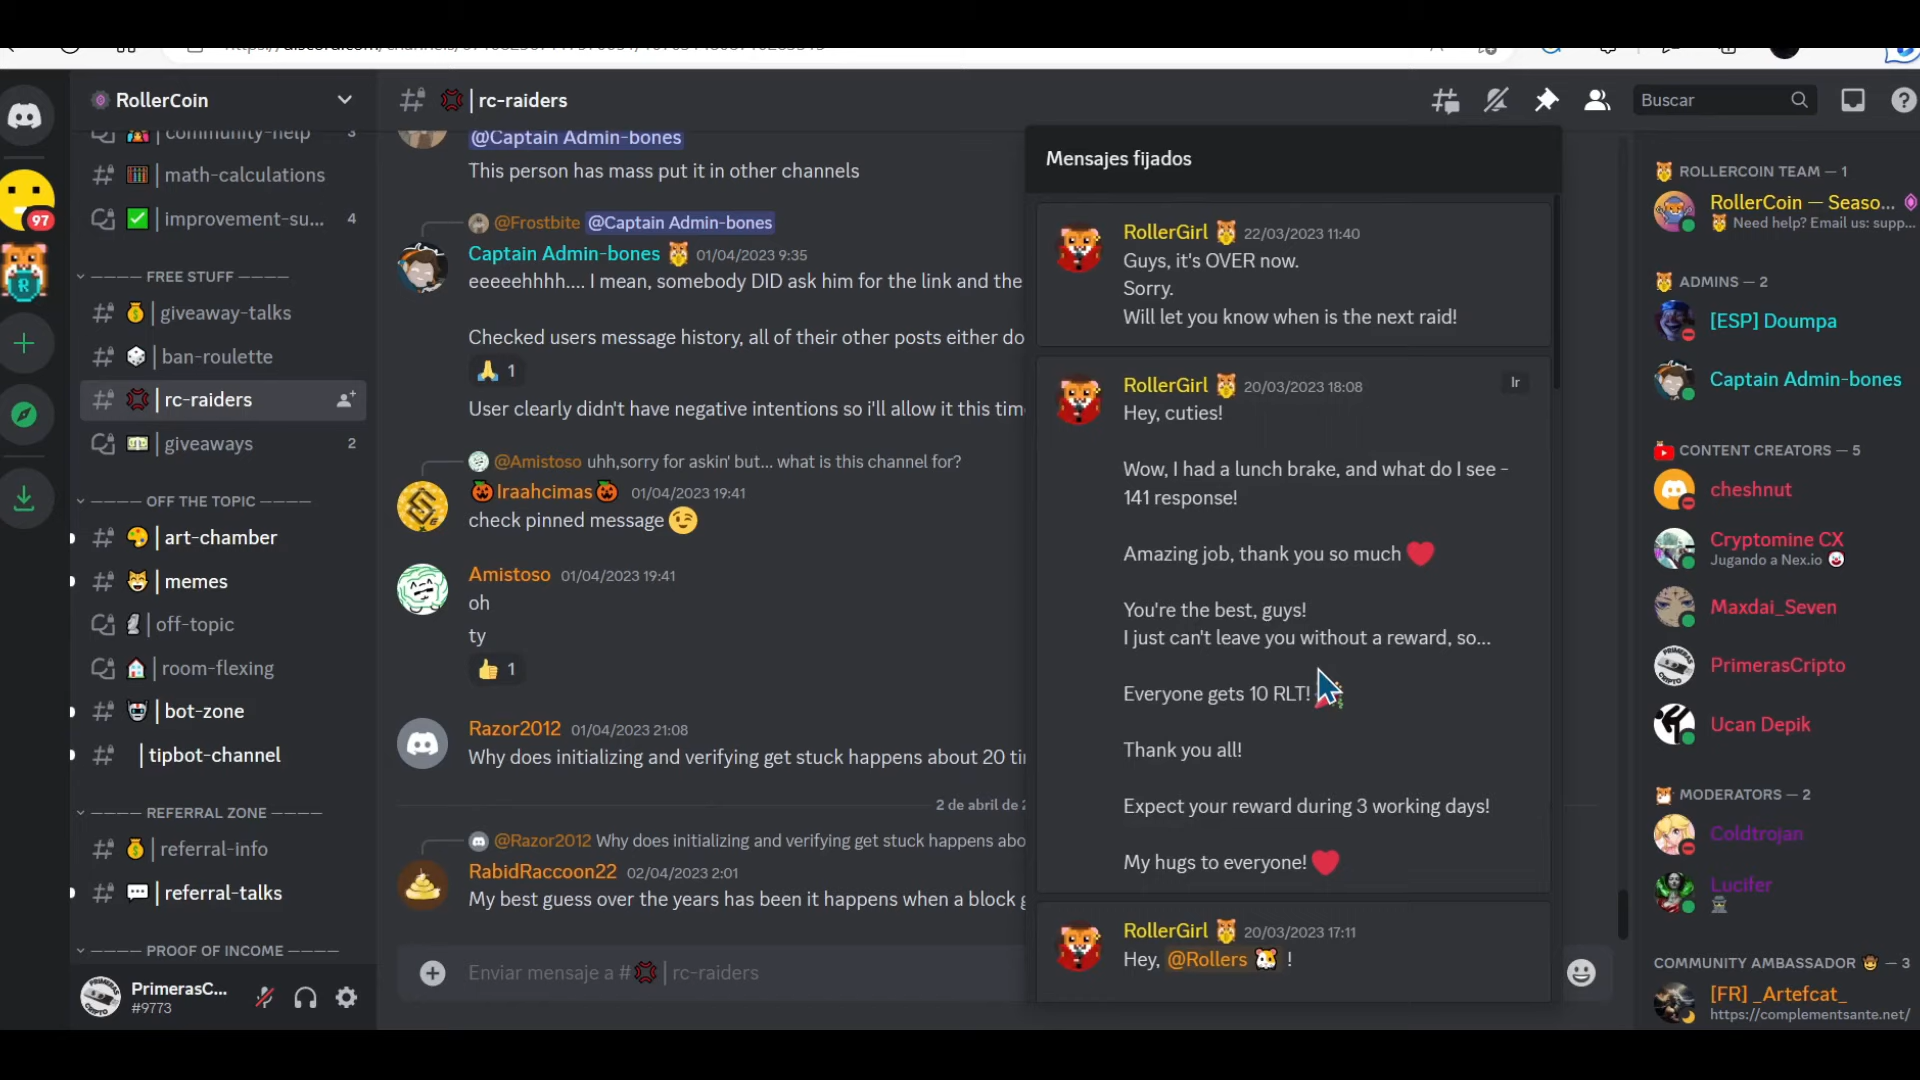 RollerCoin
community-help 3
math-calculations
improvement-su... 4
———— FREE STUFF ————
giveaway-talks
ban-roulette
rc-raiders
giveaways 2
———— OFF THE TOPIC ————
art-chamber
memes
off-topic
room-flexing
bot-zone
tipbot-channel
———— REFERRAL ZONE ————
referral-info
referral-talks
———— PROOF OF INCOME ————
PrimerasC...
#9773
97
R
rc-raiders
Buscar
@Captain Admin-bones
This person has mass put it in other channels
@Frostbite @Captain Admin-bones
Captain Admin-bones 01/04/2023 9:35
eeeeehhhh.... I mean, somebody DID ask him for the link and the
Checked users message history, all of their other posts either do
1
User clearly didn't have negative intentions so i'll allow it this tim
@Amistoso uhh,sorry for askin' but... what is this channel for?
Iraahcimas 01/04/2023 19:41
check pinned message
Amistoso 01/04/2023 19:41
oh
ty
1
Razor2012 01/04/2023 21:08
Why does initializing and verifying get stuck happens about 20 ti
2 de abril de 2
@Razor2012 Why does initializing and verifying get stuck happens abo
RabidRaccoon22 02/04/2023 2:01
My best guess over the years has been it happens when a block g
Enviar mensaje a # | rc-raiders
Mensajes fijados
RollerGirl 22/03/2023 11:40
Guys, it's OVER now.
Sorry.
Will let you know when is the next raid!
RollerGirl 20/03/2023 18:08
Ir
Hey, cuties!
Wow, I had a lunch brake, and what do I see -
141 response!
Amazing job, thank you so much
You're the best, guys!
I just can't leave you without a reward, so...
Everyone gets 10 RLT!
Thank you all!
Expect your reward during 3 working days!
My hugs to everyone!
RollerGirl 20/03/2023 17:11
Hey, @Rollers !
ROLLERCOIN TEAM — 1
RollerCoin — Seaso...
Need help? Email us: supp...
ADMINS — 2
[ESP] Doumpa
Captain Admin-bones
CONTENT CREATORS — 5
cheshnut
Cryptomine CX
Jugando a Nex.io
Maxdai_Seven
PrimerasCripto
Ucan Depik
MODERATORS — 2
Coldtrojan
Lucifer
COMMUNITY AMBASSADOR — 3
[FR] _Artefcat_
https://complementsante.net/